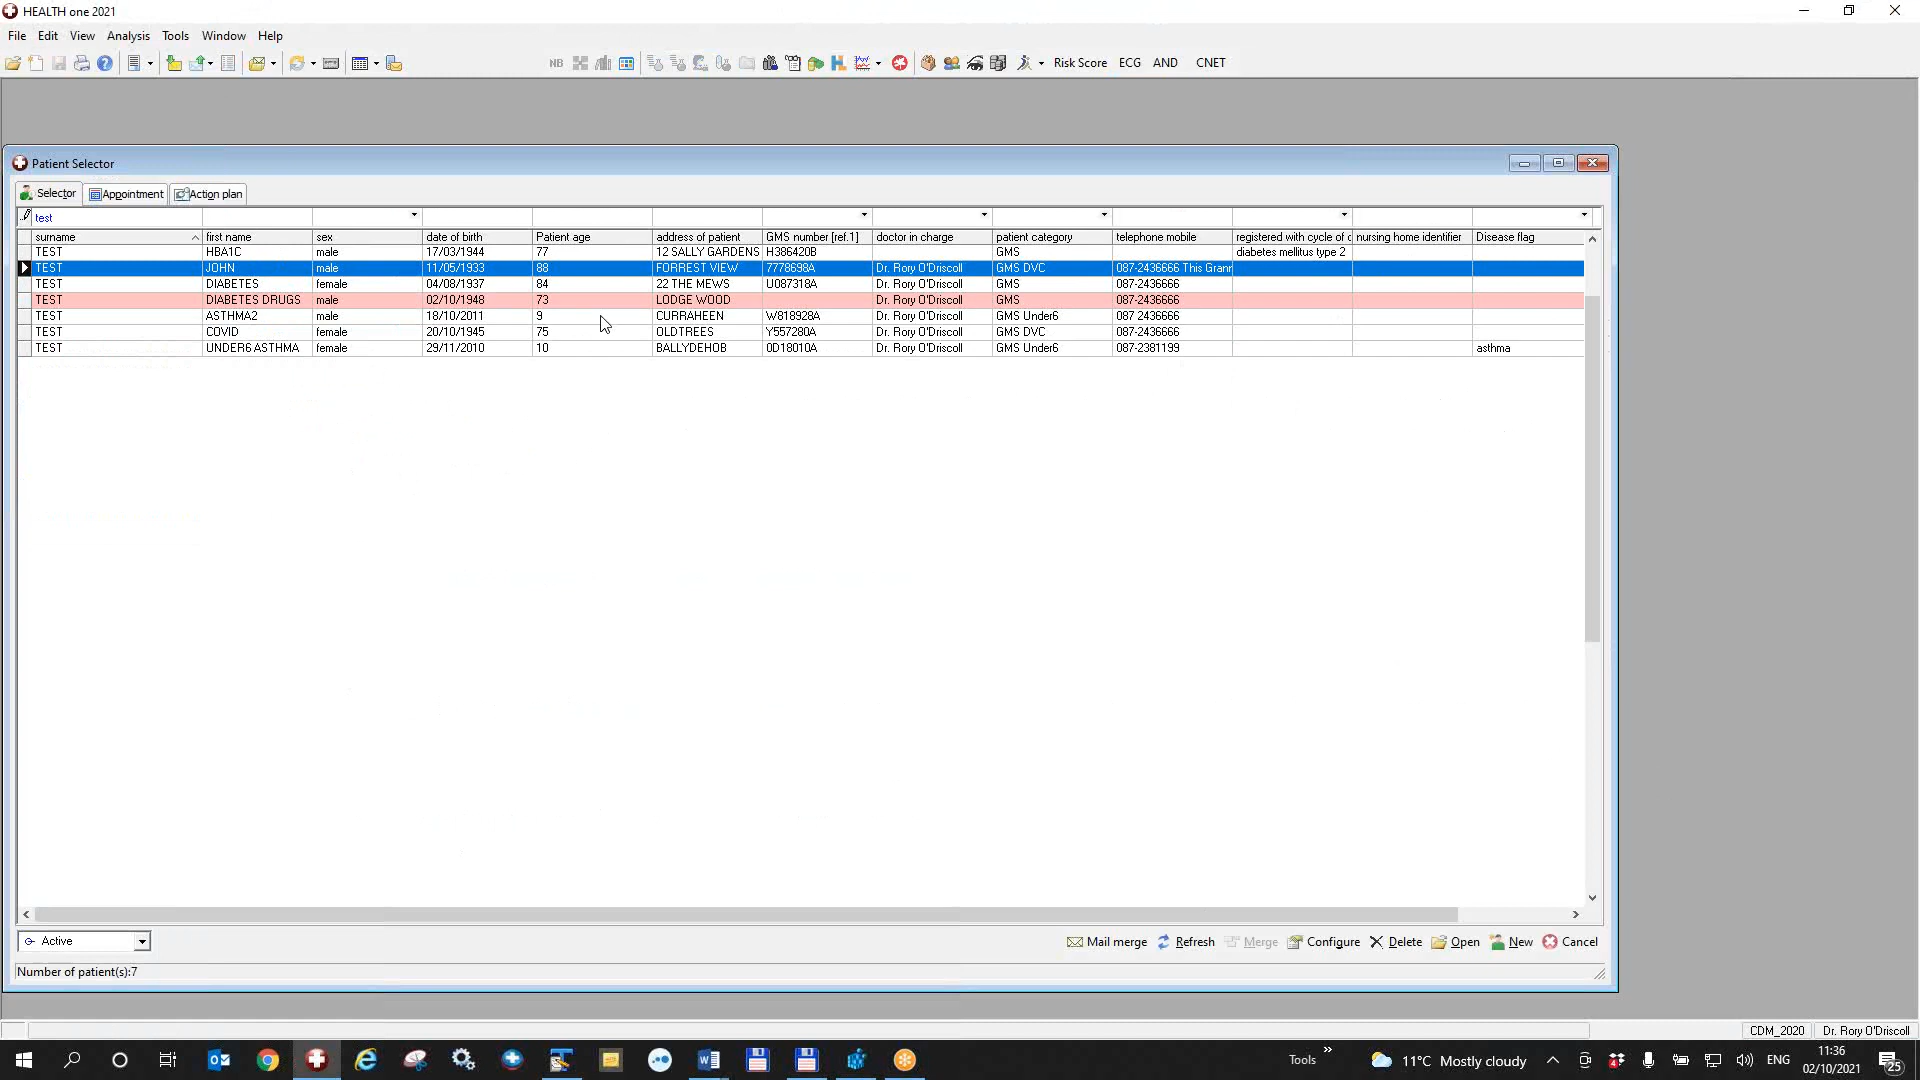 HEALTH one 2021
File Edit View Analysis Tools Window Help
NB Risk Score ECG AND CNET
Patient Selector
Selector Appointment Action plan
test
surname first name sex date of birth Patient age address of patient GMS number [ref.1] doctor in charge patient category telephone mobile registered with cycle of c nursing home identifier Disease flag
TEST HBA1C male 17/03/1944 77 12 SALLY GARDENS H386420B GMS diabetes mellitus type 2
TEST JOHN male 11/05/1933 88 FORREST VIEW 7778698A Dr. Rory O'Driscoll GMS DVC 087-2436666 This Grann
TEST DIABETES female 04/08/1937 84 22 THE MEWS U087318A Dr. Rory O'Driscoll GMS 087-2436666
TEST DIABETES DRUGS male 02/10/1948 73 LODGE WOOD Dr. Rory O'Driscoll GMS 087-2436666
TEST ASTHMA2 male 18/10/2011 9 CURRAHEEN W818928A Dr. Rory O'Driscoll GMS Under6 087 2436666
TEST COVID female 20/10/1945 75 OLDTREES Y557280A Dr. Rory O'Driscoll GMS DVC 087-2436666
TEST UNDER6 ASTHMA female 29/11/2010 10 BALLYDEHOB 0D18010A Dr. Rory O'Driscoll GMS Under6 087-2381199 asthma
Active Mail merge Refresh Merge Configure Delete Open New Cancel
Number of patient(s):7
CDM_2020 Dr. Rory O'Driscoll
Tools 11°C Mostly cloudy ENG 11:36
02/10/2021 25